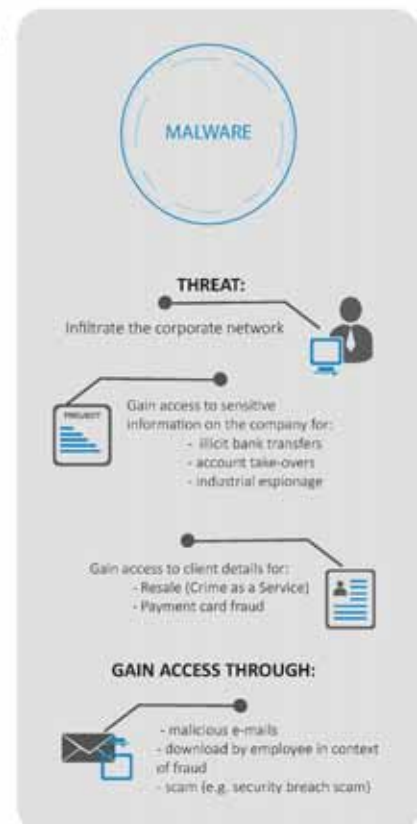 MALWARE
THREAT:
Infiltrate the corporate network
PROJECT
Gain access to sensitive
information on the company for:
- illicit bank transfers
- account take-overs
- industrial espionage
Gain access to client details for:
- Resale (Crime as a Service)
- Payment card fraud
GAIN ACCESS THROUGH:
- malicious e-mails
- download by employee in context
of fraud
- scam (e.g. security breach scam)